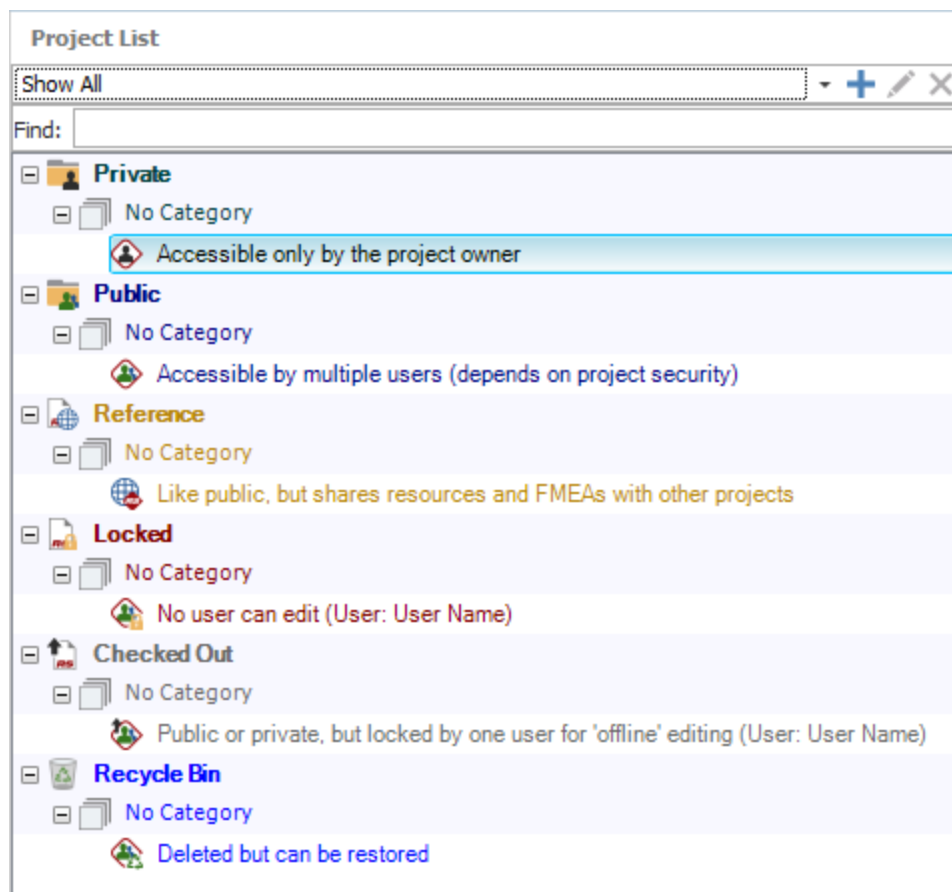 Project List
Show All
Find:
Private
No Category
Accessible only by the project owner
Public
No Category
Accessible by multiple users (depends on project security)
Reference
No Category
Like public, but shares resources and FMEAs with other projects
Locked
No Category
No user can edit (User: User Name)
Checked Out
No Category
Public or private, but locked by one user for 'offline' editing (User: User Name)
Recycle Bin
No Category
Deleted but can be restored